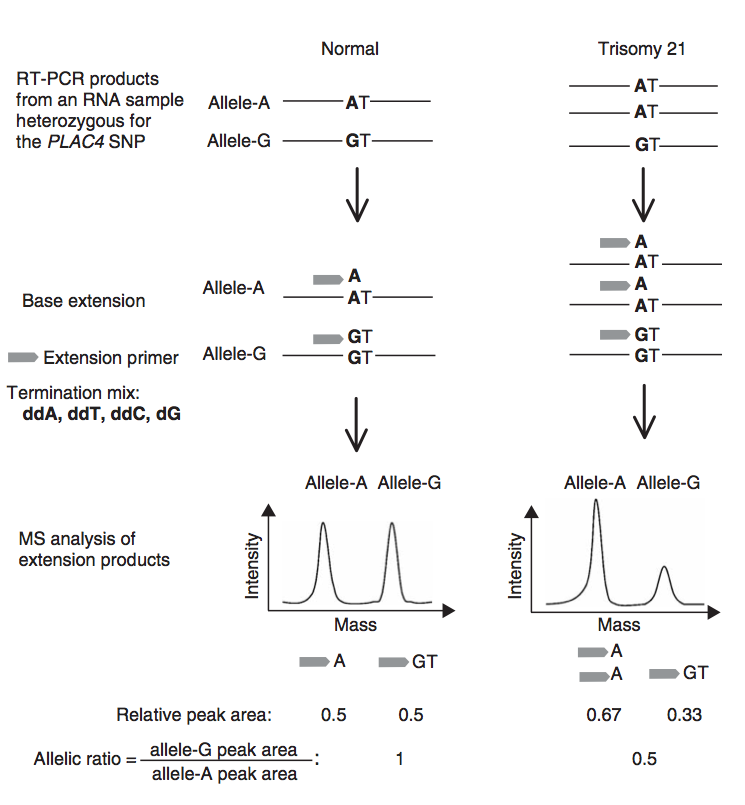 Normal
Trisomy 21
RT-PCR products
from an RNA sample
heterozygous for
the PLAC4 SNP
Allele-A
AT
Allele-G
GT
AT
AT
GT
Base extension
Extension primer
Termination mix:
ddA, ddT, ddC, dG
Allele-A
A
AT
Allele-G
GT
GT
A
AT
A
AT
GT
GT
MS analysis of
extension products
Allele-A Allele-G
Intensity
Mass
A
GT
Allele-A Allele-G
Intensity
Mass
A
A
GT
Relative peak area: 0.5 0.5 0.67 0.33
Allelic ratio = allele-G peak area : 1 0.5
allele-A peak area